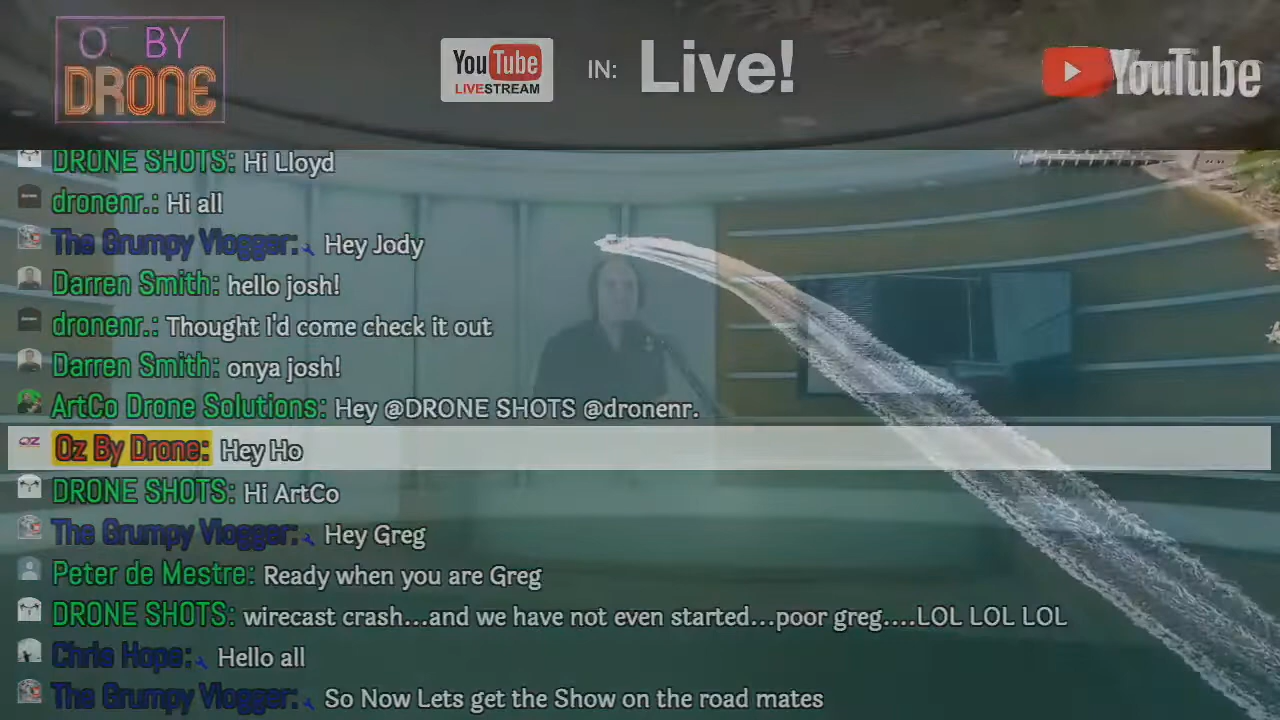 OZ BY
DRONE
YouTube
LIVESTREAM
IN:
Live!
YouTube
DRONE SHOTS: Hi Lloyd
dronenr.: Hi all
The Grumpy Vlogger: Hey Jody
Darren Smith: hello josh!
dronenr.: Thought I'd come check it out
Darren Smith: onya josh!
ArtCo Drone Solutions: Hey @DRONE SHOTS @dronenr.
OZ
Oz By Drone: Hey Ho
DRONE SHOTS: Hi ArtCo
The Grumpy Vlogger: Hey Greg
Peter de Mestre: Ready when you are Greg
DRONE SHOTS: wirecast crash...and we have not even started...poor greg....LOL LOL LOL
Chris Hope: Hello all
The Grumpy Vlogger: So Now Lets get the Show on the road mates